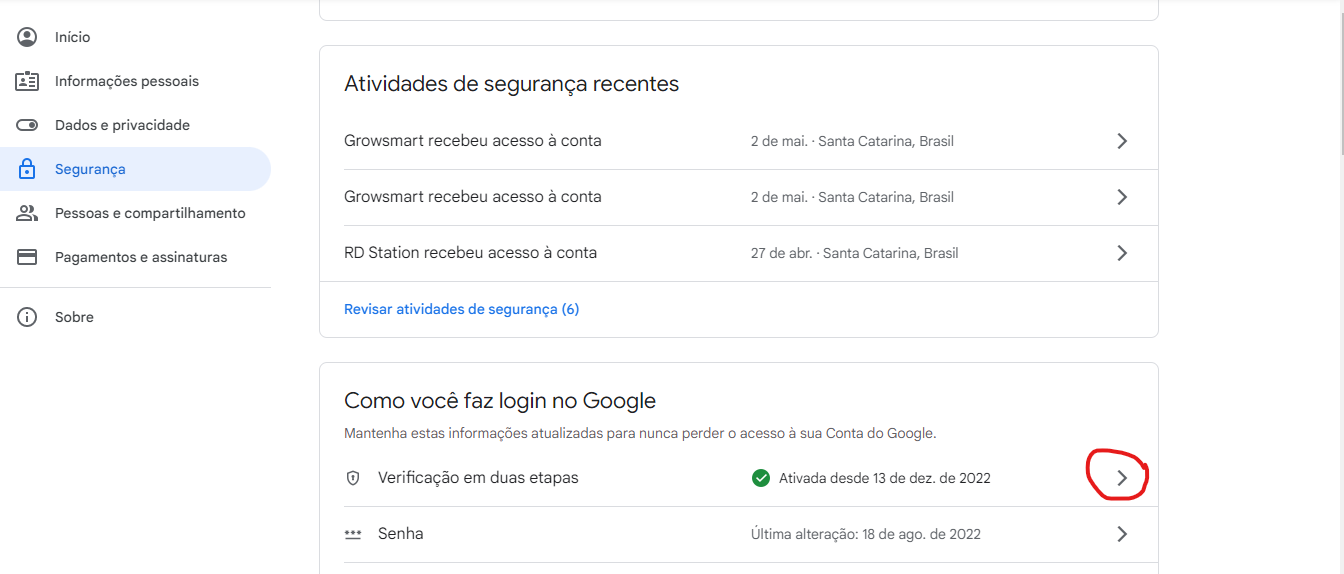 Início
Informações pessoais
Dados e privacidade
Segurança
Pessoas e compartilhamento
Pagamentos e assinaturas
Sobre
Atividades de segurança recentes
Growsmart recebeu acesso à conta 2 de mai. · Santa Catarina, Brasil
Growsmart recebeu acesso à conta 2 de mai. · Santa Catarina, Brasil
RD Station recebeu acesso à conta 27 de abr. · Santa Catarina, Brasil
Revisar atividades de segurança (6)
Como você faz login no Google
Mantenha estas informações atualizadas para nunca perder o acesso à sua Conta do Google.
Verificação em duas etapas Ativada desde 13 de dez. de 2022
Senha Última alteração: 18 de ago. de 2022